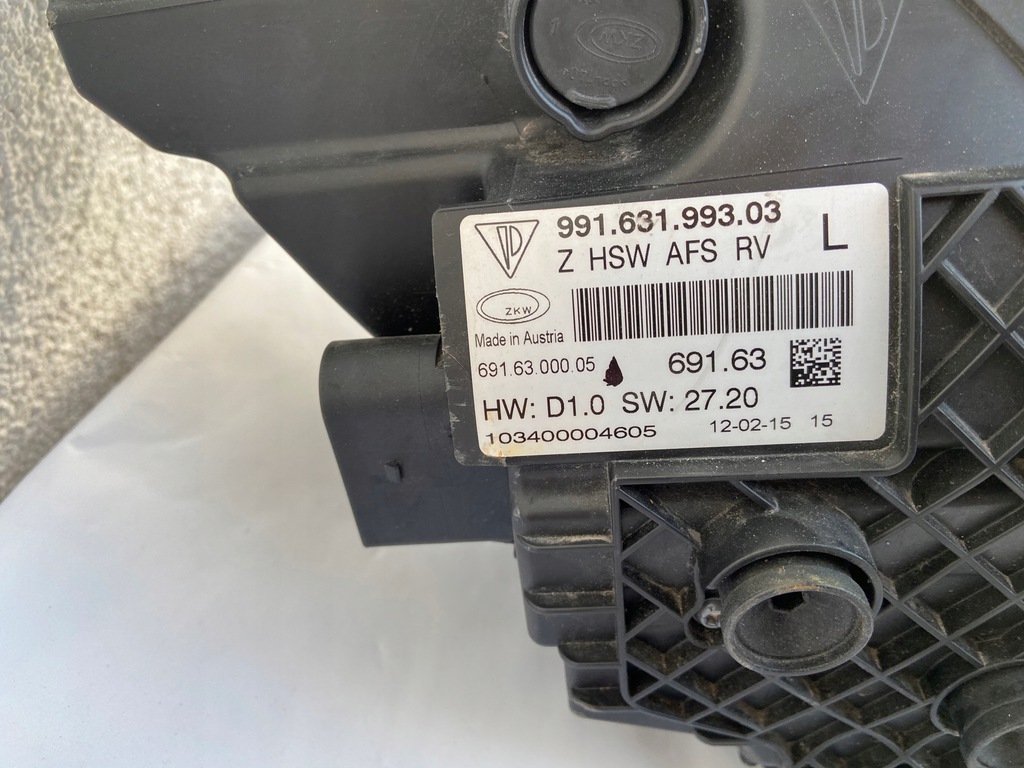 ZKW
991.631.993.03
L
Z HSW AFS RV
ZKW
Made in Austria
691.63.000.05
691.63
HW: D1.0 SW: 27.20
103400004605
12-02-15 15